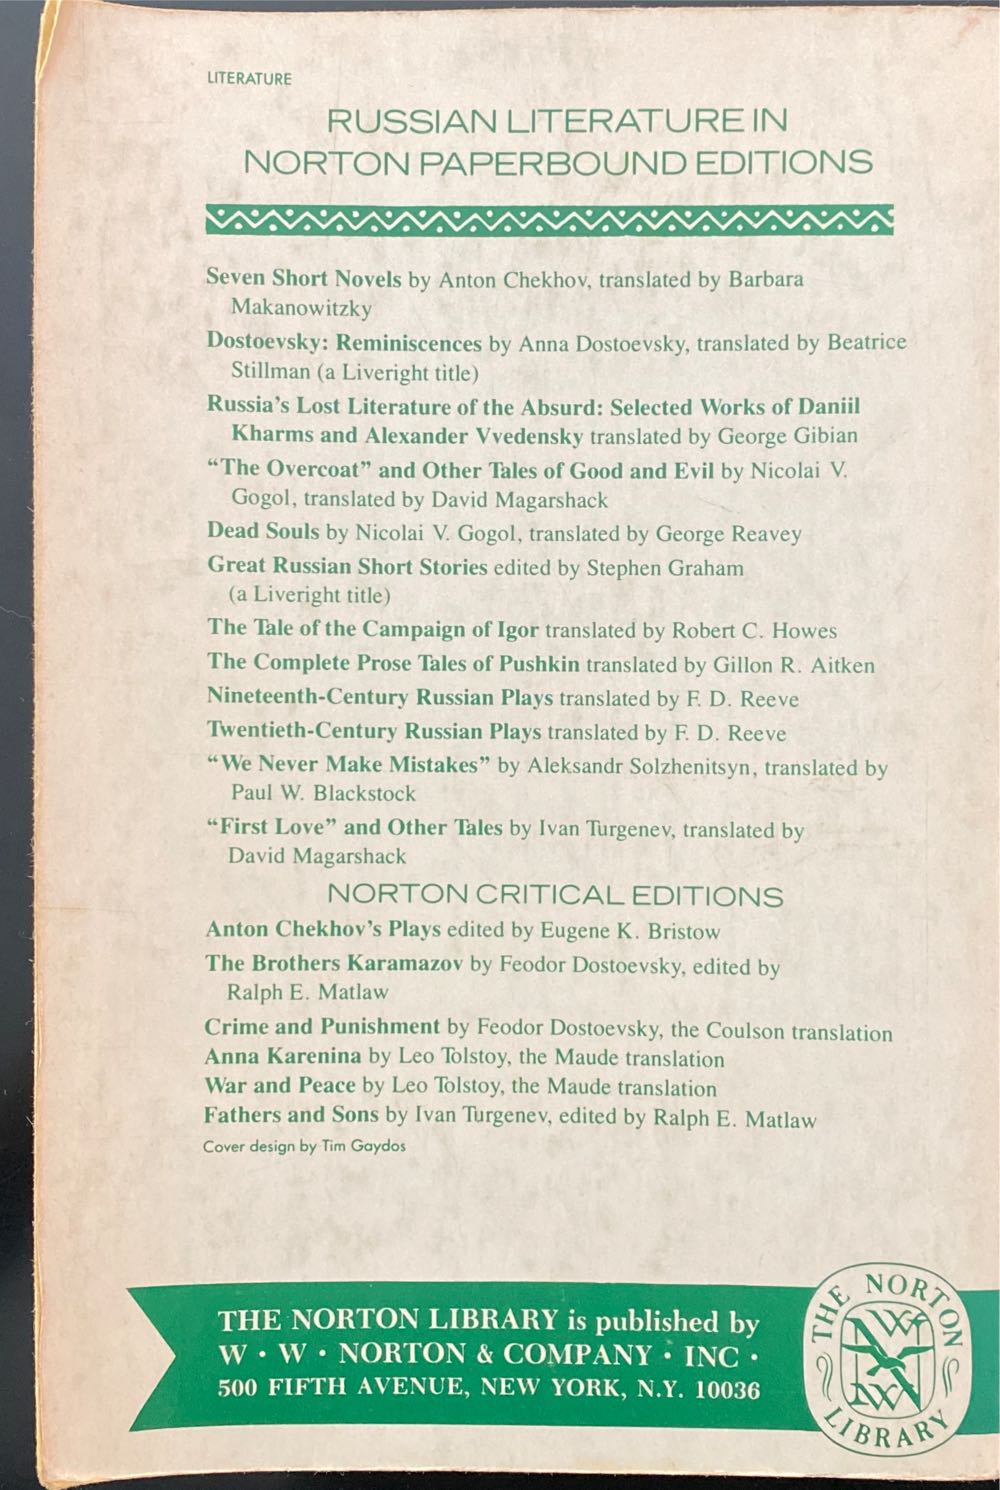 LITERATURE
RUSSIAN LITERATURE IN
NORTON PAPERBOUND EDITIONS
Seven Short Novels by Anton Chekhov, translated by Barbara
Makanowitzky
Dostoevsky: Reminiscences by Anna Dostoevsky, translated by Beatrice
Stillman (a Liveright title)
Russia's Lost Literature of the Absurd: Selected Works of Daniil
Kharms and Alexander Vvedensky translated by George Gibian
“The Overcoat” and Other Tales of Good and Evil by Nicolai V.
Gogol, translated by David Magarshack
Dead Souls by Nicolai V. Gogol, translated by George Reavey
Great Russian Short Stories edited by Stephen Graham
(a Liveright title)
The Tale of the Campaign of Igor translated by Robert C. Howes
The Complete Prose Tales of Pushkin translated by Gillon R. Aitken
Nineteenth-Century Russian Plays translated by F. D. Reeve
Twentieth-Century Russian Plays translated by F. D. Reeve
“We Never Make Mistakes” by Aleksandr Solzhenitsyn, translated by
Paul W. Blackstock
“First Love” and Other Tales by Ivan Turgenev, translated by
David Magarshack
NORTON CRITICAL EDITIONS
Anton Chekhov's Plays edited by Eugene K. Bristow
The Brothers Karamazov by Feodor Dostoevsky, edited by
Ralph E. Matlaw
Crime and Punishment by Feodor Dostoevsky, the Coulson translation
Anna Karenina by Leo Tolstoy, the Maude translation
War and Peace by Leo Tolstoy, the Maude translation
Fathers and Sons by Ivan Turgenev, edited by Ralph E. Matlaw
Cover design by Tim Gaydos
THE NORTON LIBRARY is published by
W • W • NORTON & COMPANY • INC •
500 FIFTH AVENUE, NEW YORK, N.Y. 10036
THE NORTON
LIBRARY